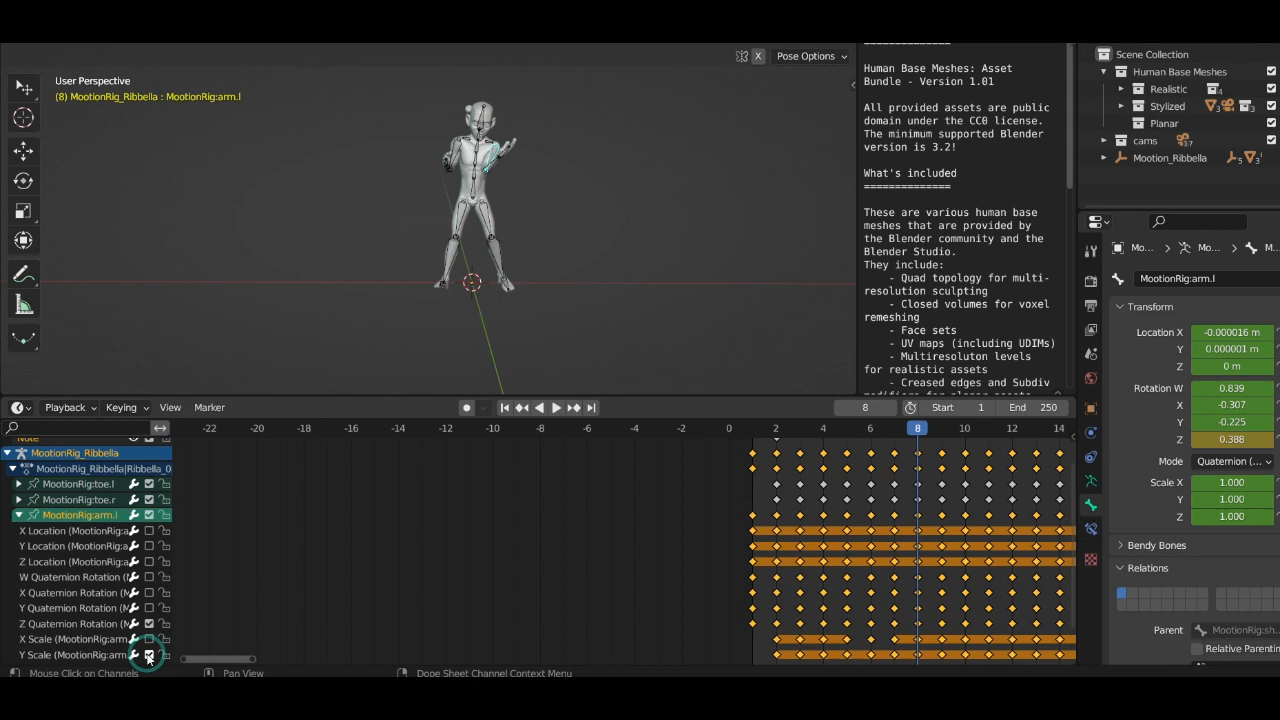 =============
X
Pose Options
User Perspective
(8) MootionRig_Ribbella : MootionRig:arm.l
Human Base Meshes: Asset
Bundle - Version 1.01
All provided assets are public
domain under the CC0 license.
The minimum supported Blender
version is 3.2!
What's included
==============
These are various human base
meshes that are provided by
the Blender community and the
Blender Studio.
They include:
- Quad topology for multi-
resolution sculpting
- Closed volumes for voxel
remeshing
- Face sets
- UV maps (including UDIMs)
- Multiresoluton levels
for realistic assets
- Creased edges and Subdiv
Scene Collection
Human Base Meshes
Realistic 4
Stylized 3 3
Planar
cams 17
Mootion_Ribbella 5 3
Mo... Mo... M...
MootionRig:arm.l
Transform
Location X -0.000016 m
Y 0.000001 m
Z 0 m
Rotation W 0.839
X -0.307
Y -0.225
Z 0.388
Mode Quaternion (...
Scale X 1.000
Y 1.000
Z 1.000
Bendy Bones
Relations
Parent MootionRig:sh...
Relative Parentin
Playback Keying View Marker
8 Start 1 End 250
-22 -20 -18 -16 -14 -12 -10 -8 -6 -4 -2 0 2 4 6 8 10 12 14
MootionRig_Ribbella
MootionRig_Ribbella|Ribbella_0
MootionRig:toe.l
MootionRig:toe.r
MootionRig:arm.l
X Location (MootionRig:a
Y Location (MootionRig:a
Z Location (MootionRig:a
W Quaternion Rotation (M
X Quaternion Rotation (M
Y Quaternion Rotation (M
Z Quaternion Rotation (M
X Scale (MootionRig:arm
Y Scale (MootionRig:arm
Mouse Click on Channels Pan View Dope Sheet Channel Context Menu